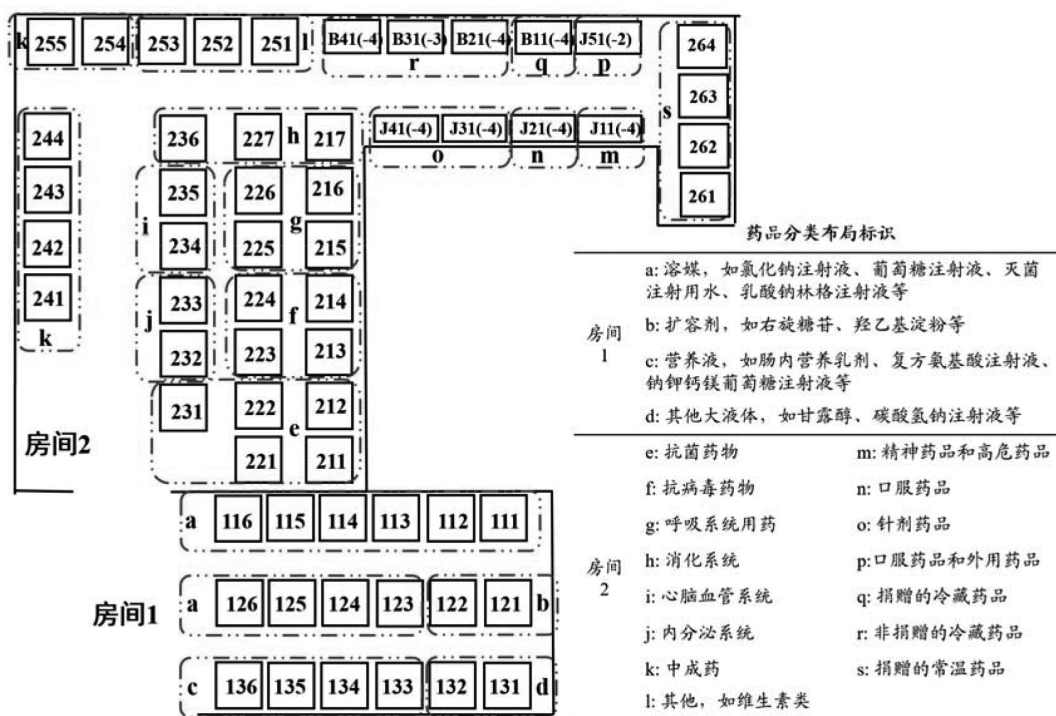 k 255 254 253 252 251 l
B41(-4) B31(-3) B21(-4) B11(-4) J51(-2)
r q p
264
263
s
262
261
244
243
242
241
k
236 227 h 217
J41(-4) J31(-4) J21(-4) J11(-4)
o n m
235 226 216
i g
234 225 215
233 224 214
j f
232 223 213
231 222 212
e
221 211
房间2
a 116 115 114 113 112 111
房间1
a 126 125 124 123 122 121 b
c 136 135 134 133 132 131 d
药品分类布局标识
房间
1
a: 溶媒，如氯化钠注射液、葡萄糖注射液、灭菌
注射用水、乳酸钠林格注射液等
b: 扩容剂，如右旋糖苷、羟乙基淀粉等
c: 营养液，如肠内营养乳剂、复方氨基酸注射液、
钠钾钙镁葡萄糖注射液等
d: 其他大液体，如甘露醇、碳酸氢钠注射液等
房间
2
e: 抗菌药物 m: 精神药品和高危药品
f: 抗病毒药物 n: 口服药品
g: 呼吸系统用药 o: 针剂药品
h: 消化系统 p:口服药品和外用药品
i: 心脑血管系统 q: 捐赠的冷藏药品
j: 内分泌系统 r: 非捐赠的冷藏药品
k: 中成药 s: 捐赠的常温药品
l: 其他，如维生素类